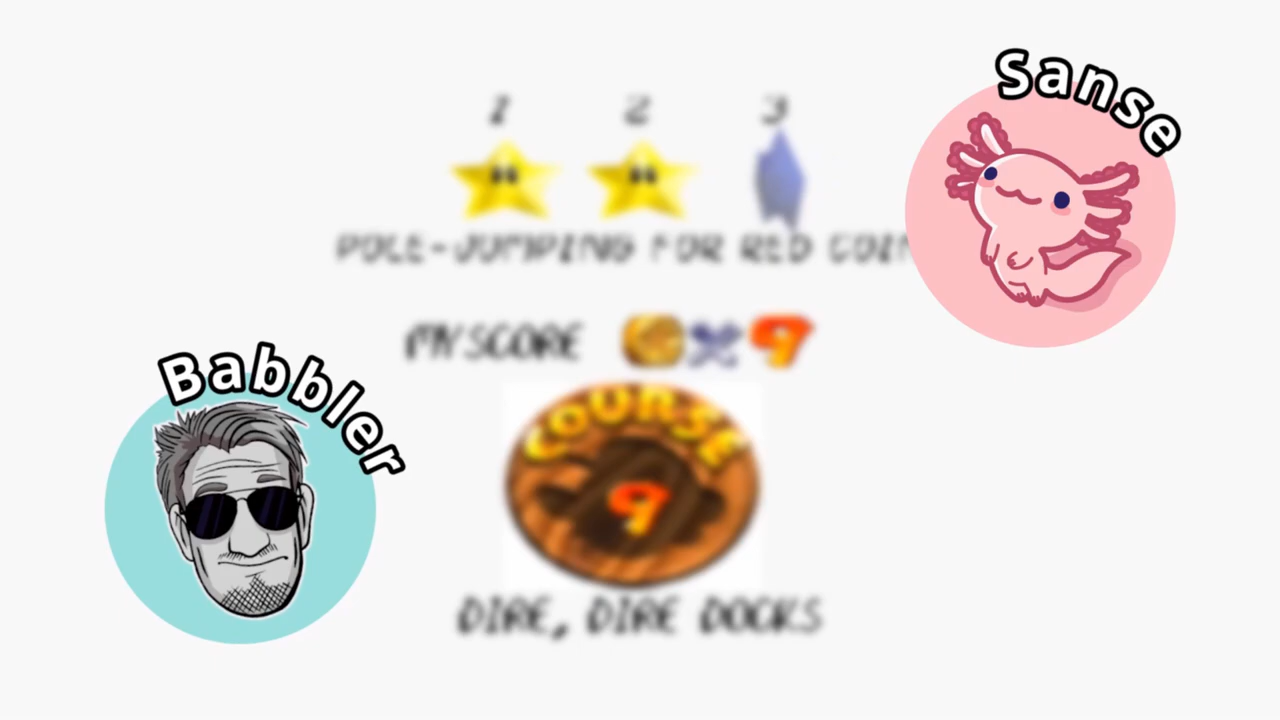 Sanse
1 2 3
POLE-JUMPING FOR RED COIN
MY SCORE × 9
Babbler
COURSE
9
DIRE, DIRE DOCKS